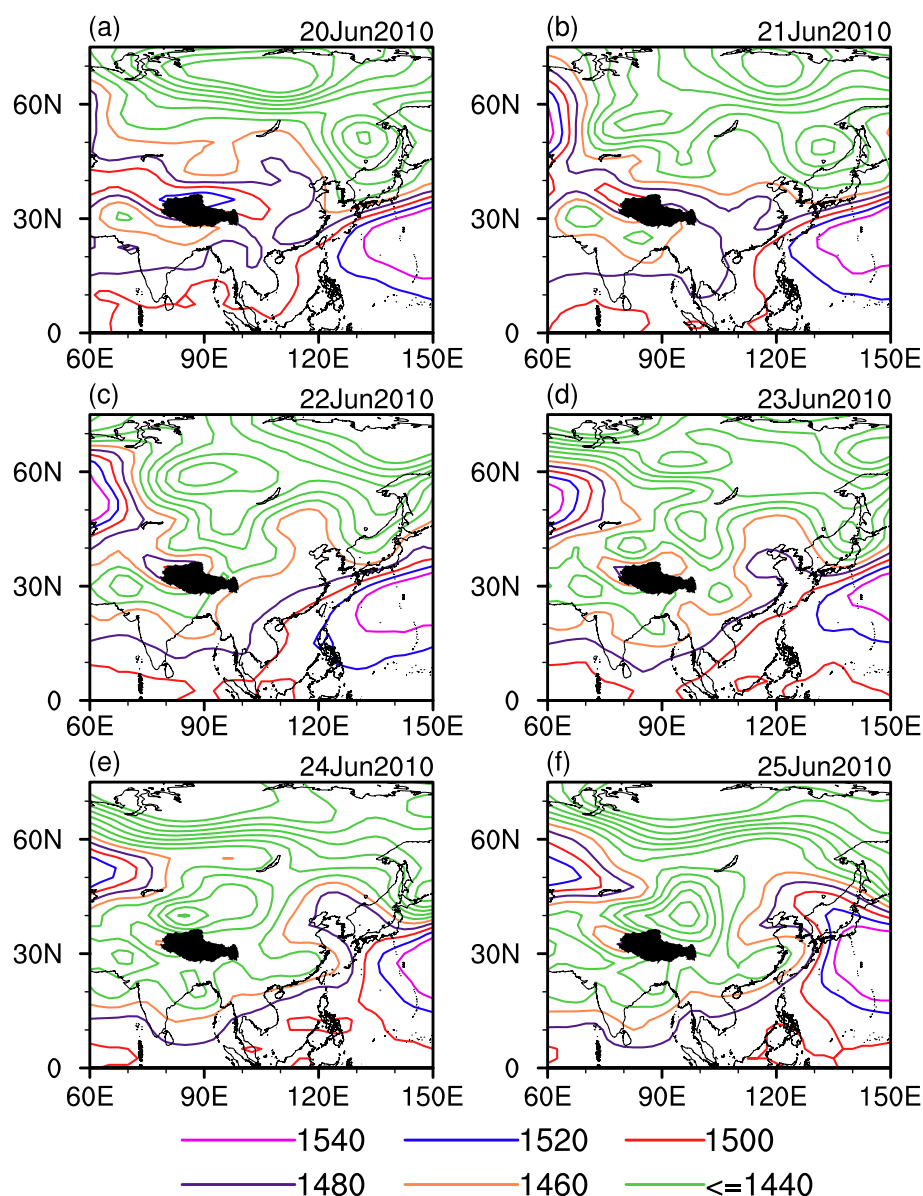 (a) 20Jun2010 (b) 21Jun2010
60N 60N
30N 30N
0 0
60E 90E 120E 150E 60E 90E 120E 150E
(c) 22Jun2010 (d) 23Jun2010
60N 60N
30N 30N
0 0
60E 90E 120E 150E 60E 90E 120E 150E
(e) 24Jun2010 (f) 25Jun2010
60N 60N
30N 30N
0 0
60E 90E 120E 150E 60E 90E 120E 150E
1540 1520 1500
1480 1460 <=1440